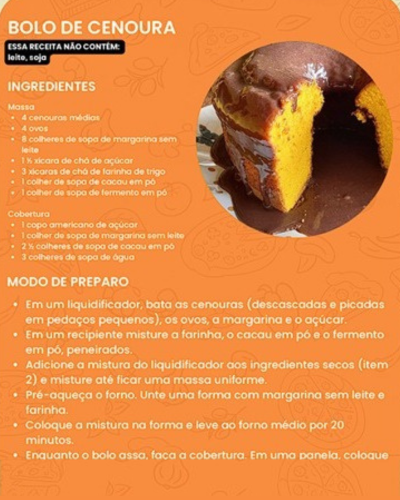 BOLO DE CENOURA
ESSA RECEITA NÃO CONTÉM:
leite, soja
INGREDIENTES
Massa
• 4 cenouras médias
• 4 ovos
• 8 colheres de sopa de margarina sem
leite
• 1 ½ xícara de chá de açúcar
• 3 xícaras de chá de farinha de trigo
• 1 colher de sopa de cacau em pó
• 1 colher de sopa de fermento em pó
Cobertura
• 1 copo americano de açúcar
• 1 colher de sopa de margarina sem leite
• 2 ½ colheres de sopa de cacau em pó
• 3 colheres de sopa de água
MODO DE PREPARO
• Em um liquidificador, bata as cenouras (descascadas e picadas
em pedaços pequenos), os ovos, a margarina e o açúcar.
• Em um recipiente misture a farinha, o cacau em pó e o fermento
em pó, peneirados.
• Adicione a mistura do liquidificador aos ingredientes secos (item
2) e misture até ficar uma massa uniforme.
• Pré-aqueça o forno. Unte uma forma com margarina sem leite e
farinha.
• Coloque a mistura na forma e leve ao forno médio por 20
minutos.
• Enquanto o bolo assa, faça a cobertura. Em uma panela, coloque